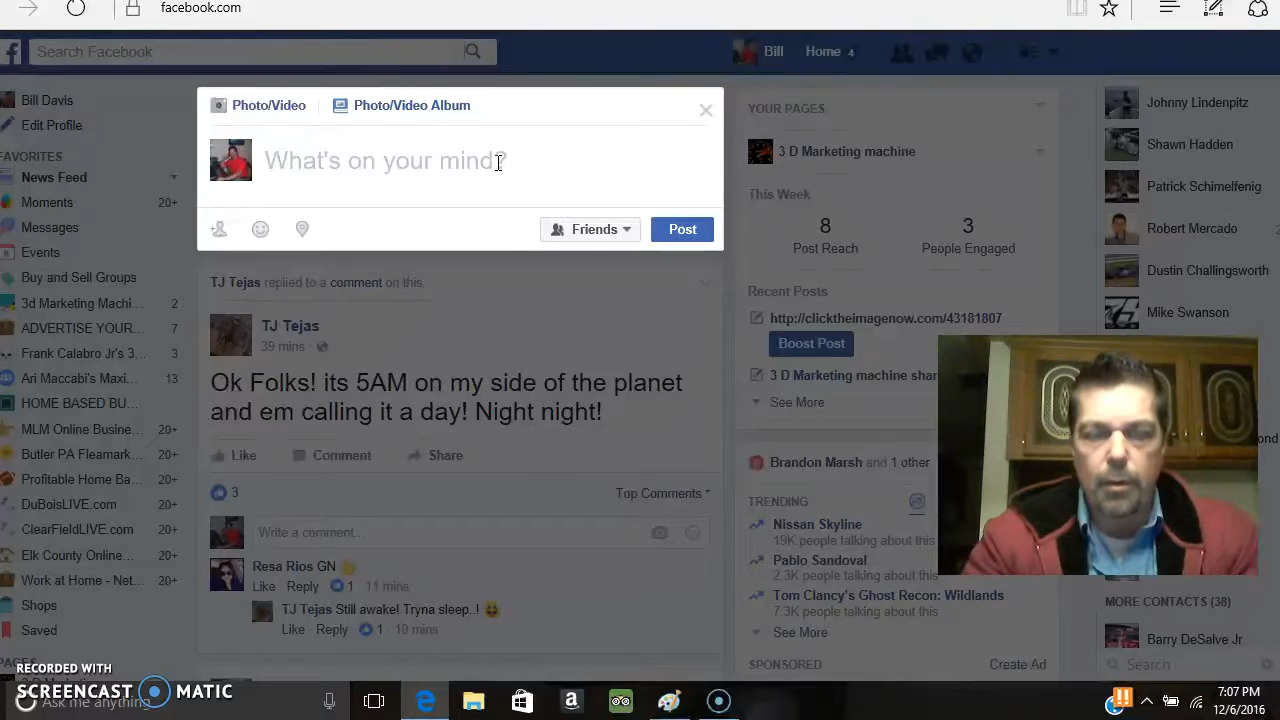 facebook.com
Search Facebook
Bill
Home 4
Bill Davis
Edit Profile
FAVORITES
News Feed
Moments 20+
Messages
Events
Buy and Sell Groups
3d Marketing Machi... 2
ADVERTISE YOUR... 7
Frank Calabro Jr's 3... 3
Ari Maccabi's Maxi... 13
HOME BASED BU...
MLM Online Busine... 20+
Butler PA Fleamark... 20+
Profitable Home Ba... 20+
DuBoisLIVE.com 20+
ClearFieldLIVE.com 20+
Elk County Online... 20+
Work at Home - Net... 20+
Shops
Saved
Photo/Video
Photo/Video Album
What's on your mind?
Friends
Post
TJ Tejas replied to a comment on this.
TJ Tejas
39 mins
Ok Folks! its 5AM on my side of the planet
and em calling it a day! Night night!
Like Comment Share
3
Top Comments
Write a comment...
Resa Rios GN
Like Reply 1 11 mins
TJ Tejas Still awake! Tryna sleep..!
Like Reply 1 10 mins
YOUR PAGES
3 D Marketing machine
This Week
8 3
Post Reach People Engaged
Recent Posts
http://clicktheimagenow.com/43181807
Boost Post
3 D Marketing machine shar
See More
Brandon Marsh and 1 other
TRENDING
Nissan Skyline
19K people talking about this
Pablo Sandoval
2.3K people talking about this
Tom Clancy's Ghost Recon: Wildlands
7.3K people talking about this
See More
SPONSORED Create Ad
Johnny Lindenpitz
Shawn Hadden
Patrick Schimelfenig
Robert Mercado
Dustin Challingsworth
Mike Swanson
ond
MORE CONTACTS (38)
Barry DeSalve Jr
Search
RECORDED WITH
SCREENCAST MATIC
Ask me anything
7:07 PM
12/6/2016